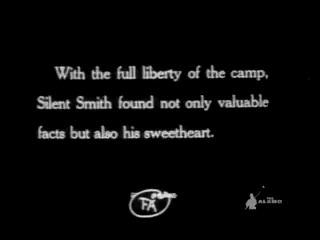 With the full liberty of the camp,
Silent Smith found not only valuable
facts but also his sweetheart.
FA